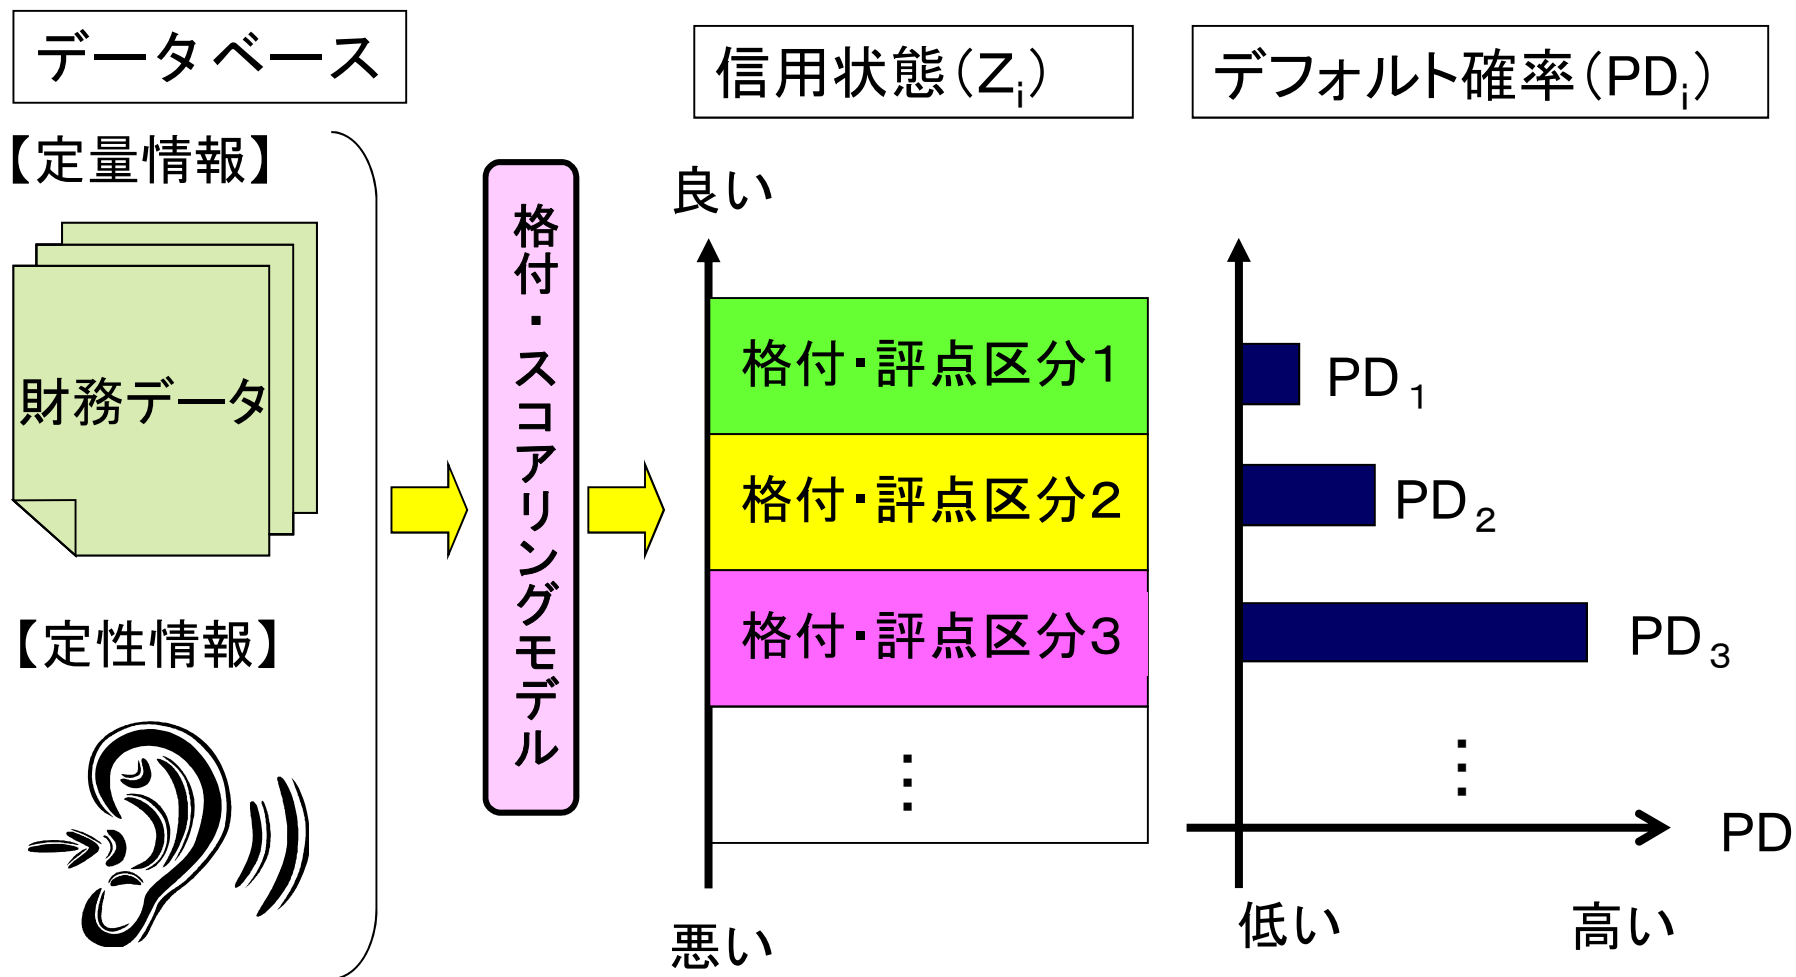 データベース
【定量情報】
財務データ
【定性情報】
格付・スコアリングモデル
信用状態（Zi）
良い
格付・評点区分１
格付・評点区分２
格付・評点区分３
⋮
悪い
デフォルト確率（PDi）
PD１
PD２
PD３
⋮
PD
低い
高い